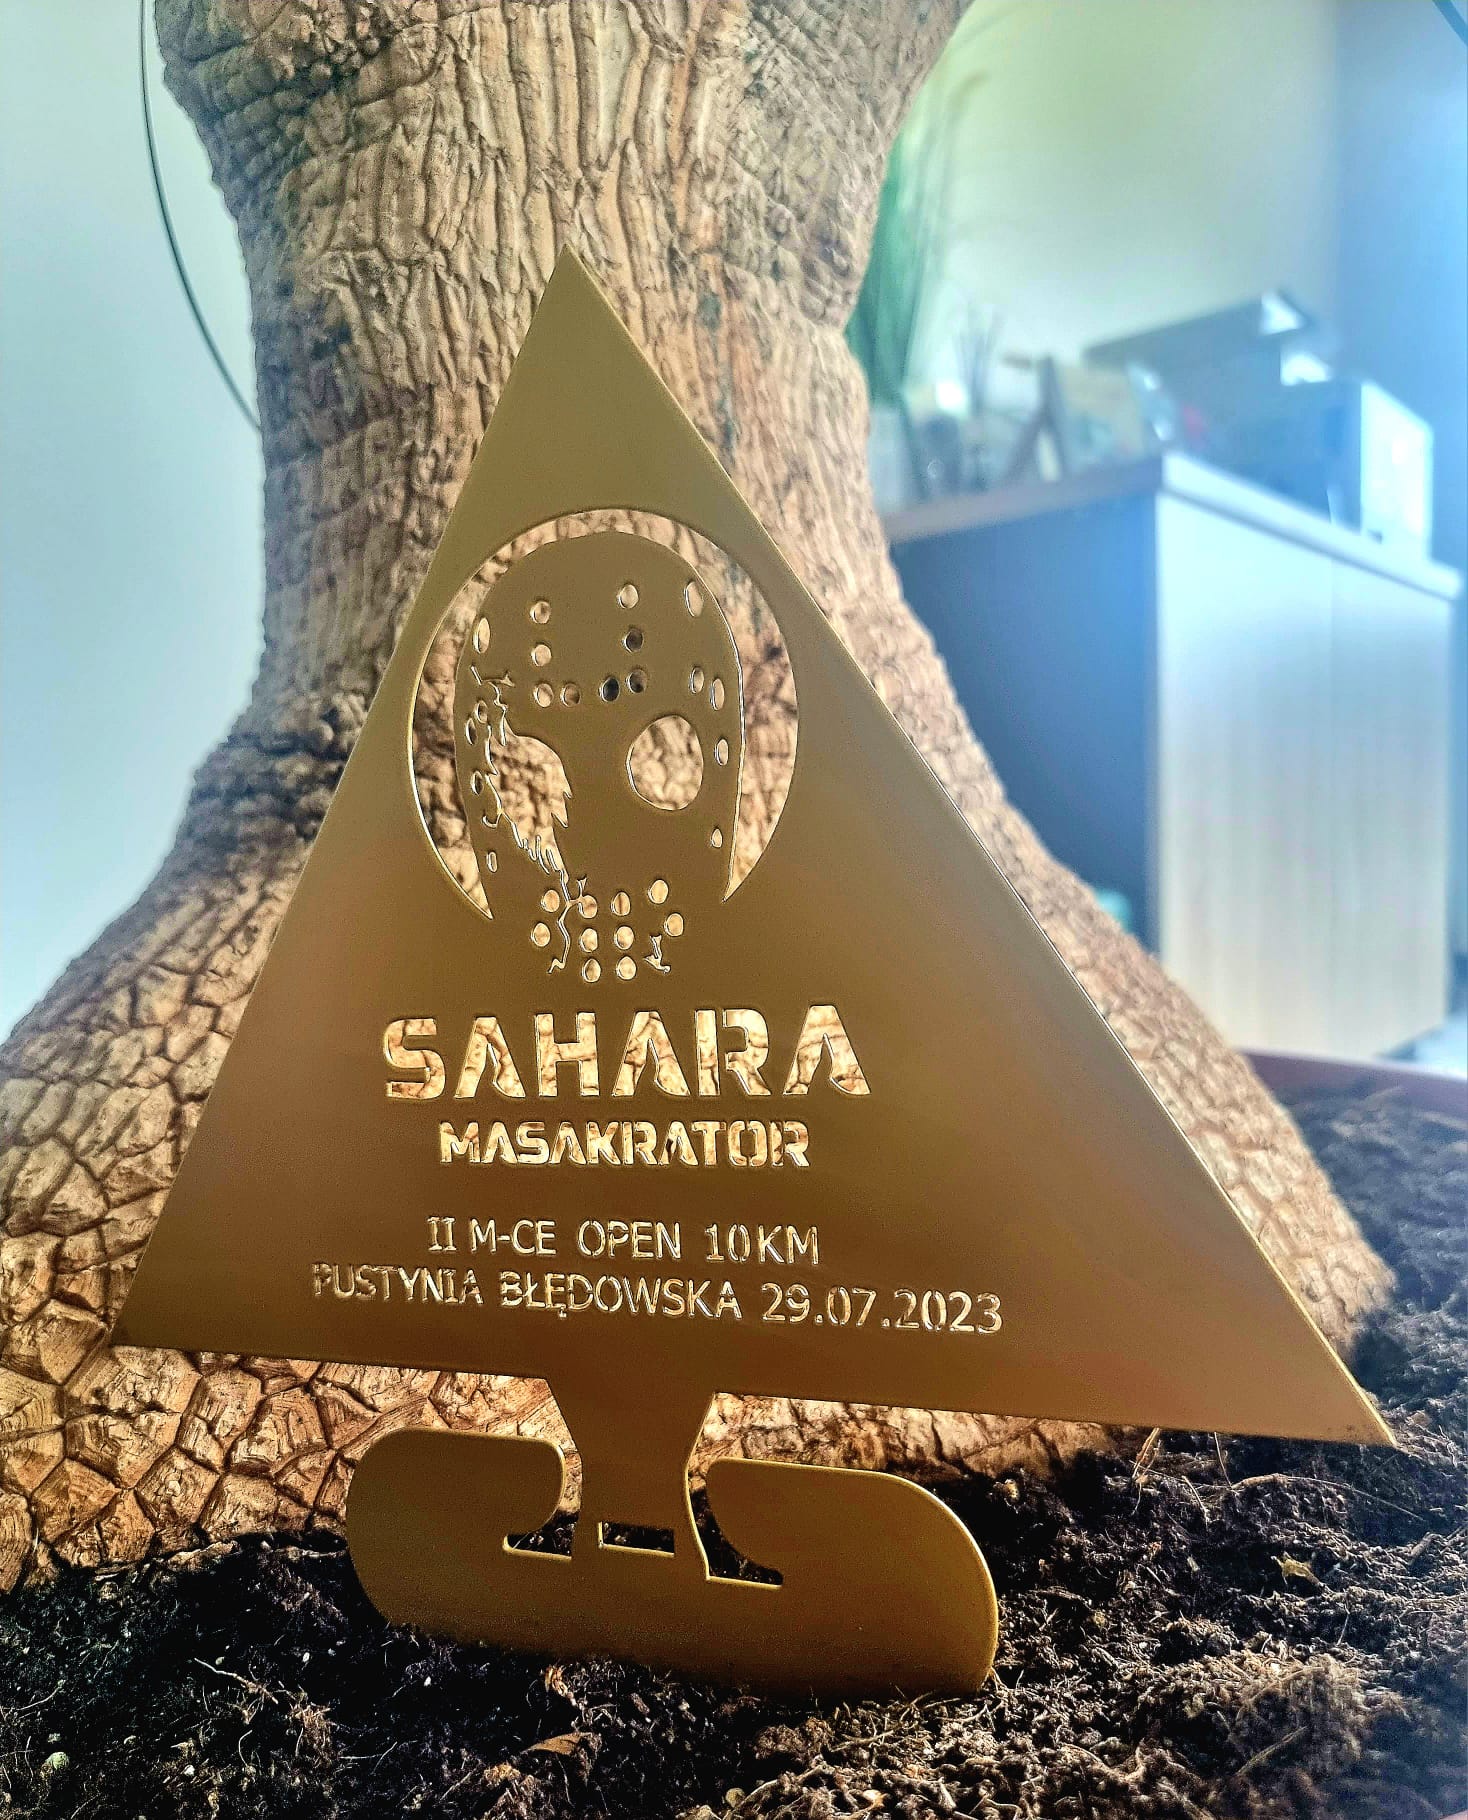 SAHARA
MASAKRATOR
II M-CE OPEN 10KM
PUSTYNIA BŁĘDOWSKA 29.07.2023